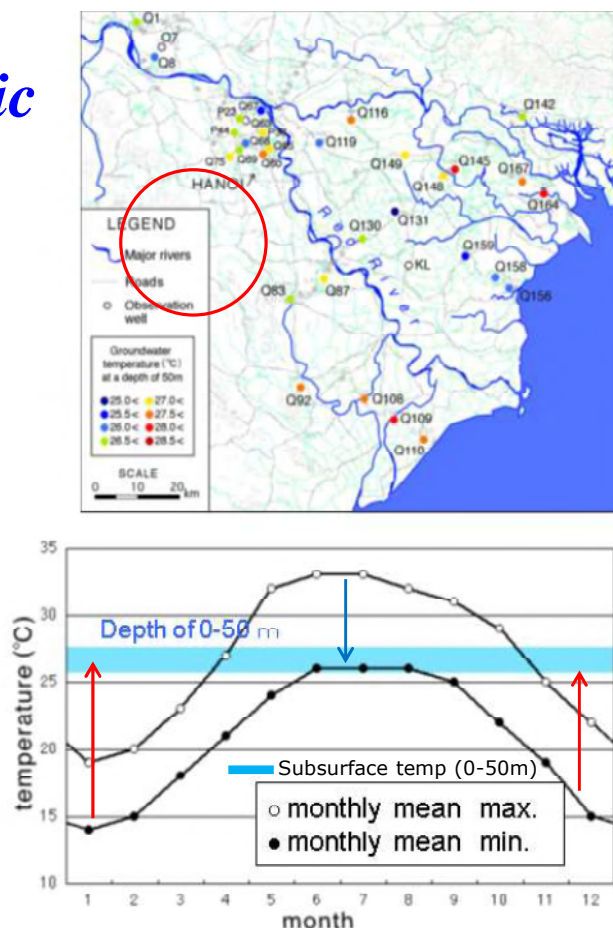 ic
Q1
Q7
Q8
Q142
Q116
Q119
Q149
Q148
Q145
Q167
Q164
Q75
Q69
Q60
HANOI
Q131
Q130
Red River
KL
Q159
Q158
Q156
Q83
Q87
Q92
Q108
Q109
Q110
LEGEND
Major rivers
Roads
Observation
well
Groundwater
temperature (°C)
at a depth of 50m
25.0< 27.0<
25.5< 27.5<
26.0< 28.0<
26.5< 28.5<
SCALE
0 10 20
km
35
30
25
20
15
10
temperature (°C)
Depth of 0-50 m
Subsurface temp (0-50m)
monthly mean max.
monthly mean min.
1 2 3 4 5 6 7 8 9 10 11 12
month